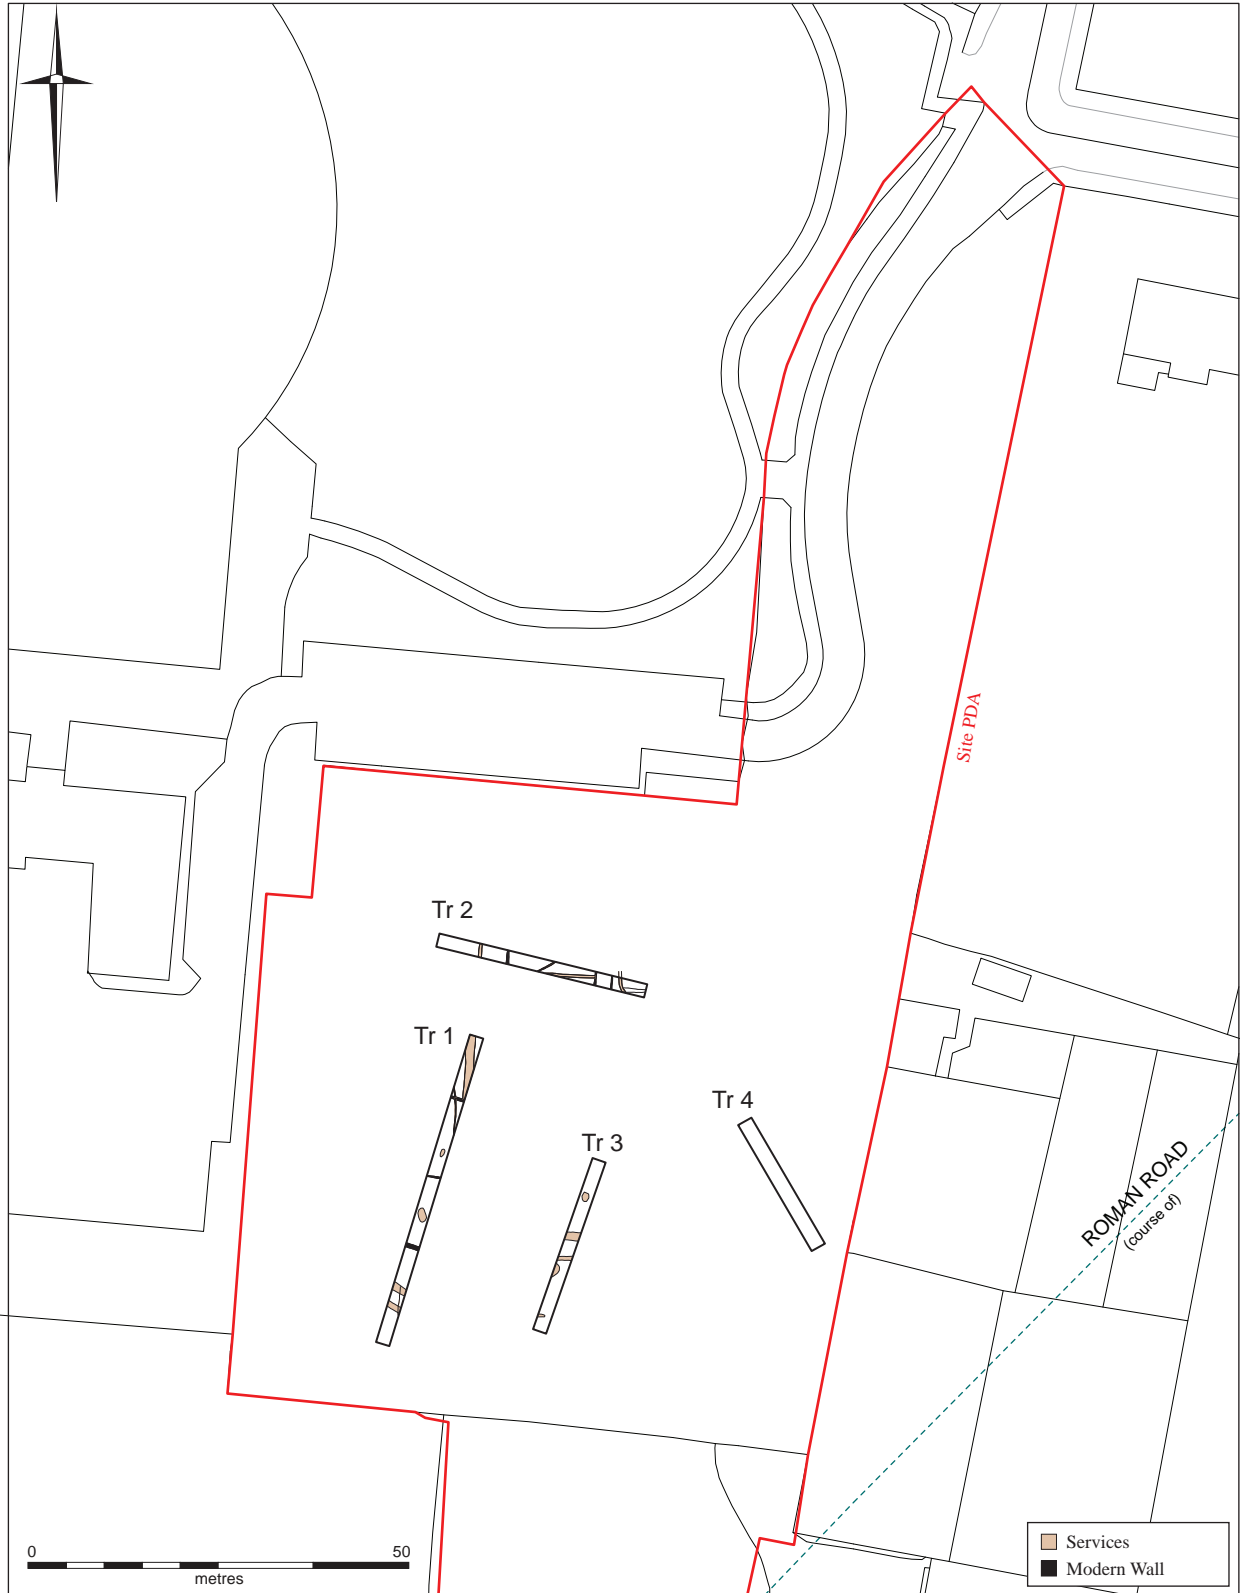 Site PDA
Tr 2
Tr 1
Tr 4
Tr 3
ROMAN ROAD
(course of)
0 50
metres
Services
Modern Wall